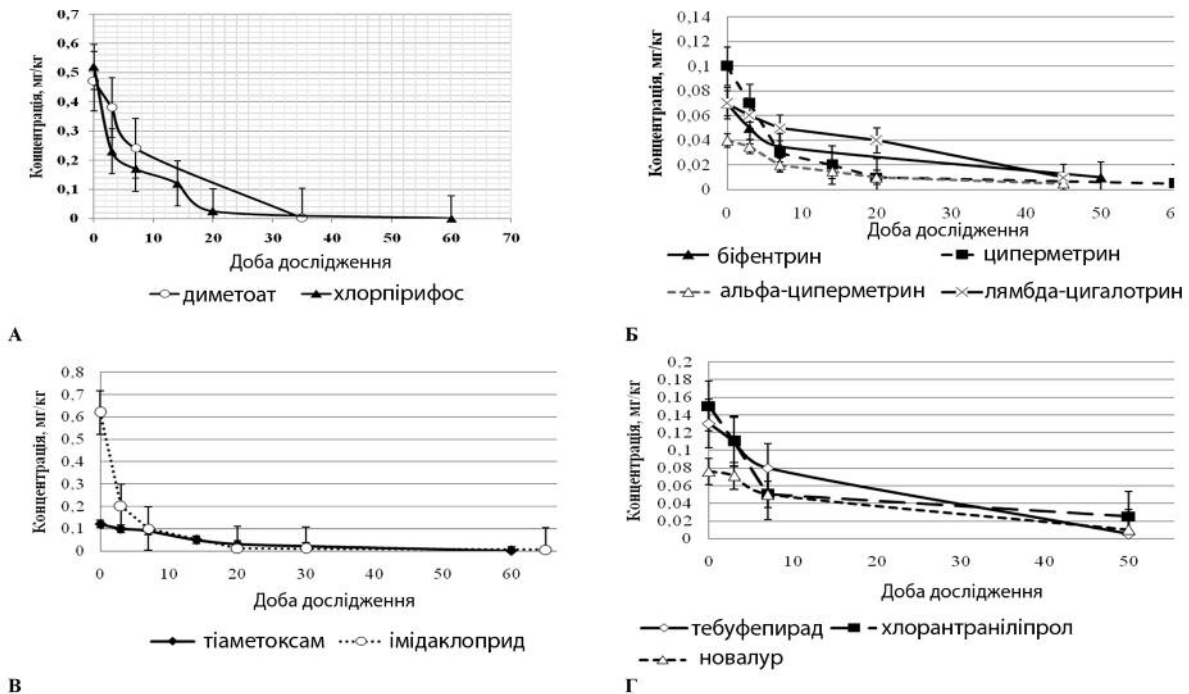 0,7
0,6
0,5
0,4
0,3
0,2
0,1
0
Концентрація, мг/кг
0 10 20 30 40 50 60 70
Доба дослідження
диметоат хлорпірифос
А
0,14
0,12
0,1
0,08
0,06
0,04
0,02
0
Концентрація, мг/кг
0 10 20 30 40 50 6
Доба дослідження
біфентрин циперметрин
альфа-циперметрин лямбда-цигалотрин
Б
0,8
0,7
0,6
0.5
0.4
0.3
0.2
0.1
0
Концентрація, мг/кг
0 10 20 30 40 50 60
Доба дослідження
тіаметоксам імідаклоприд
В
0,2
0,18
0,16
0,14
0,12
0,1
0,08
0,06
0,04
0,02
0
Концентрація, мг/кг
0 10 20 30 40 50
Доба дослідження
тебуфепирад хлорантраніліпрол
новалур
Г